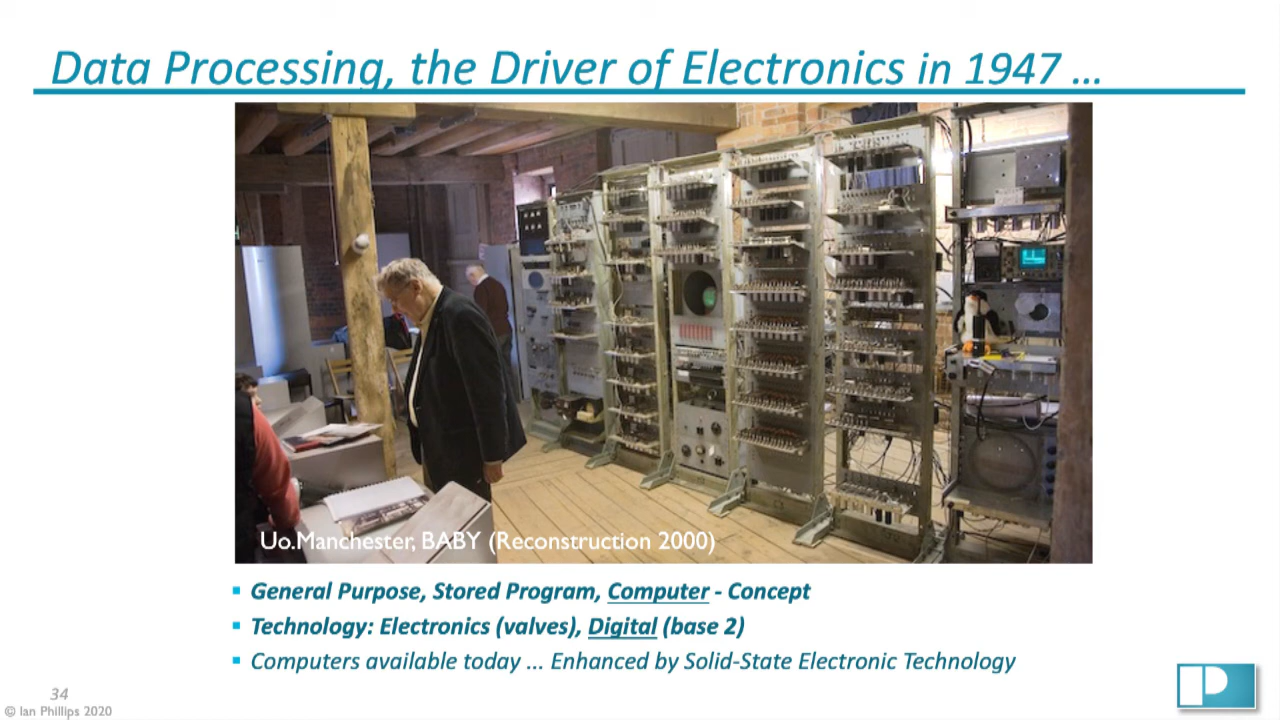 Data Processing, the Driver of Electronics in 1947 ...
Uo.Manchester, BABY (Reconstruction 2000)
▪ General Purpose, Stored Program, Computer - Concept
▪ Technology: Electronics (valves), Digital (base 2)
▪ Computers available today ... Enhanced by Solid-State Electronic Technology
34
© Ian Phillips 2020
P